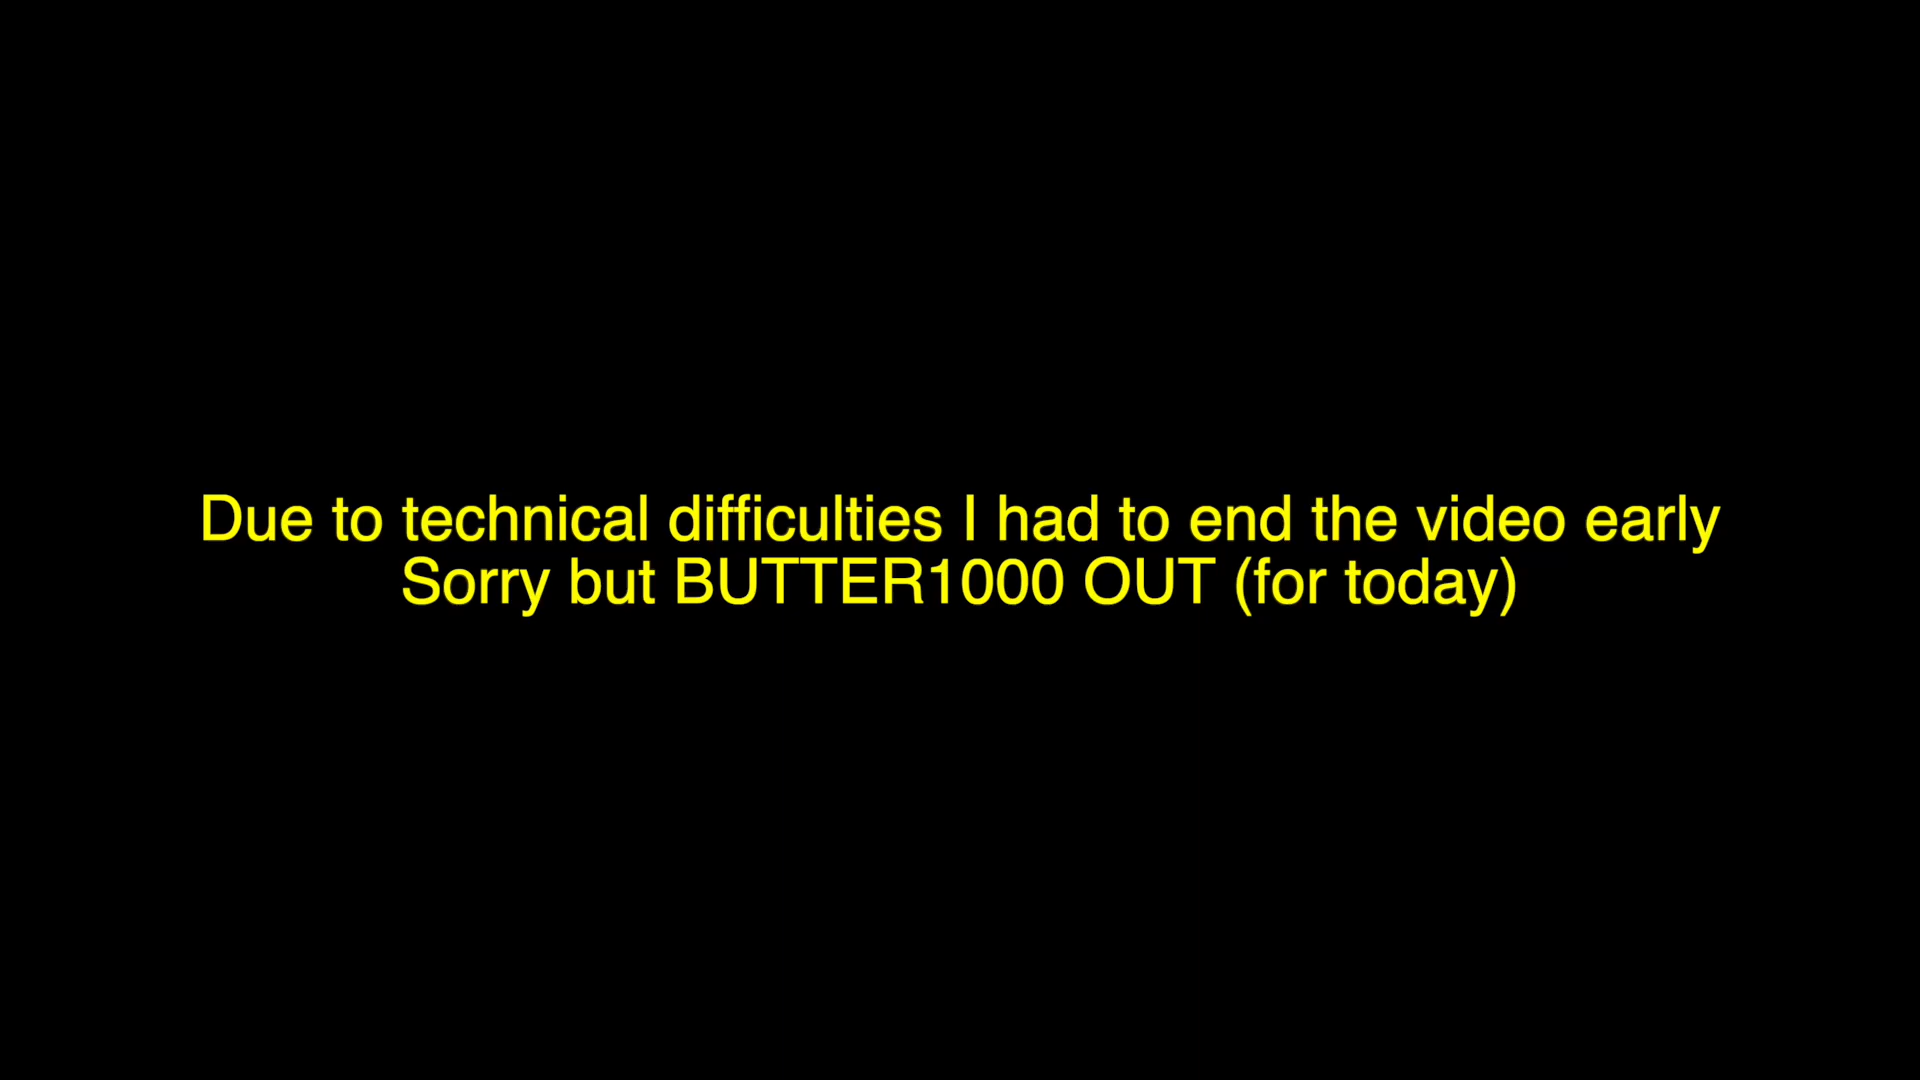 Due to technical difficulties I had to end the video early
Sorry but BUTTER1000 OUT (for today)